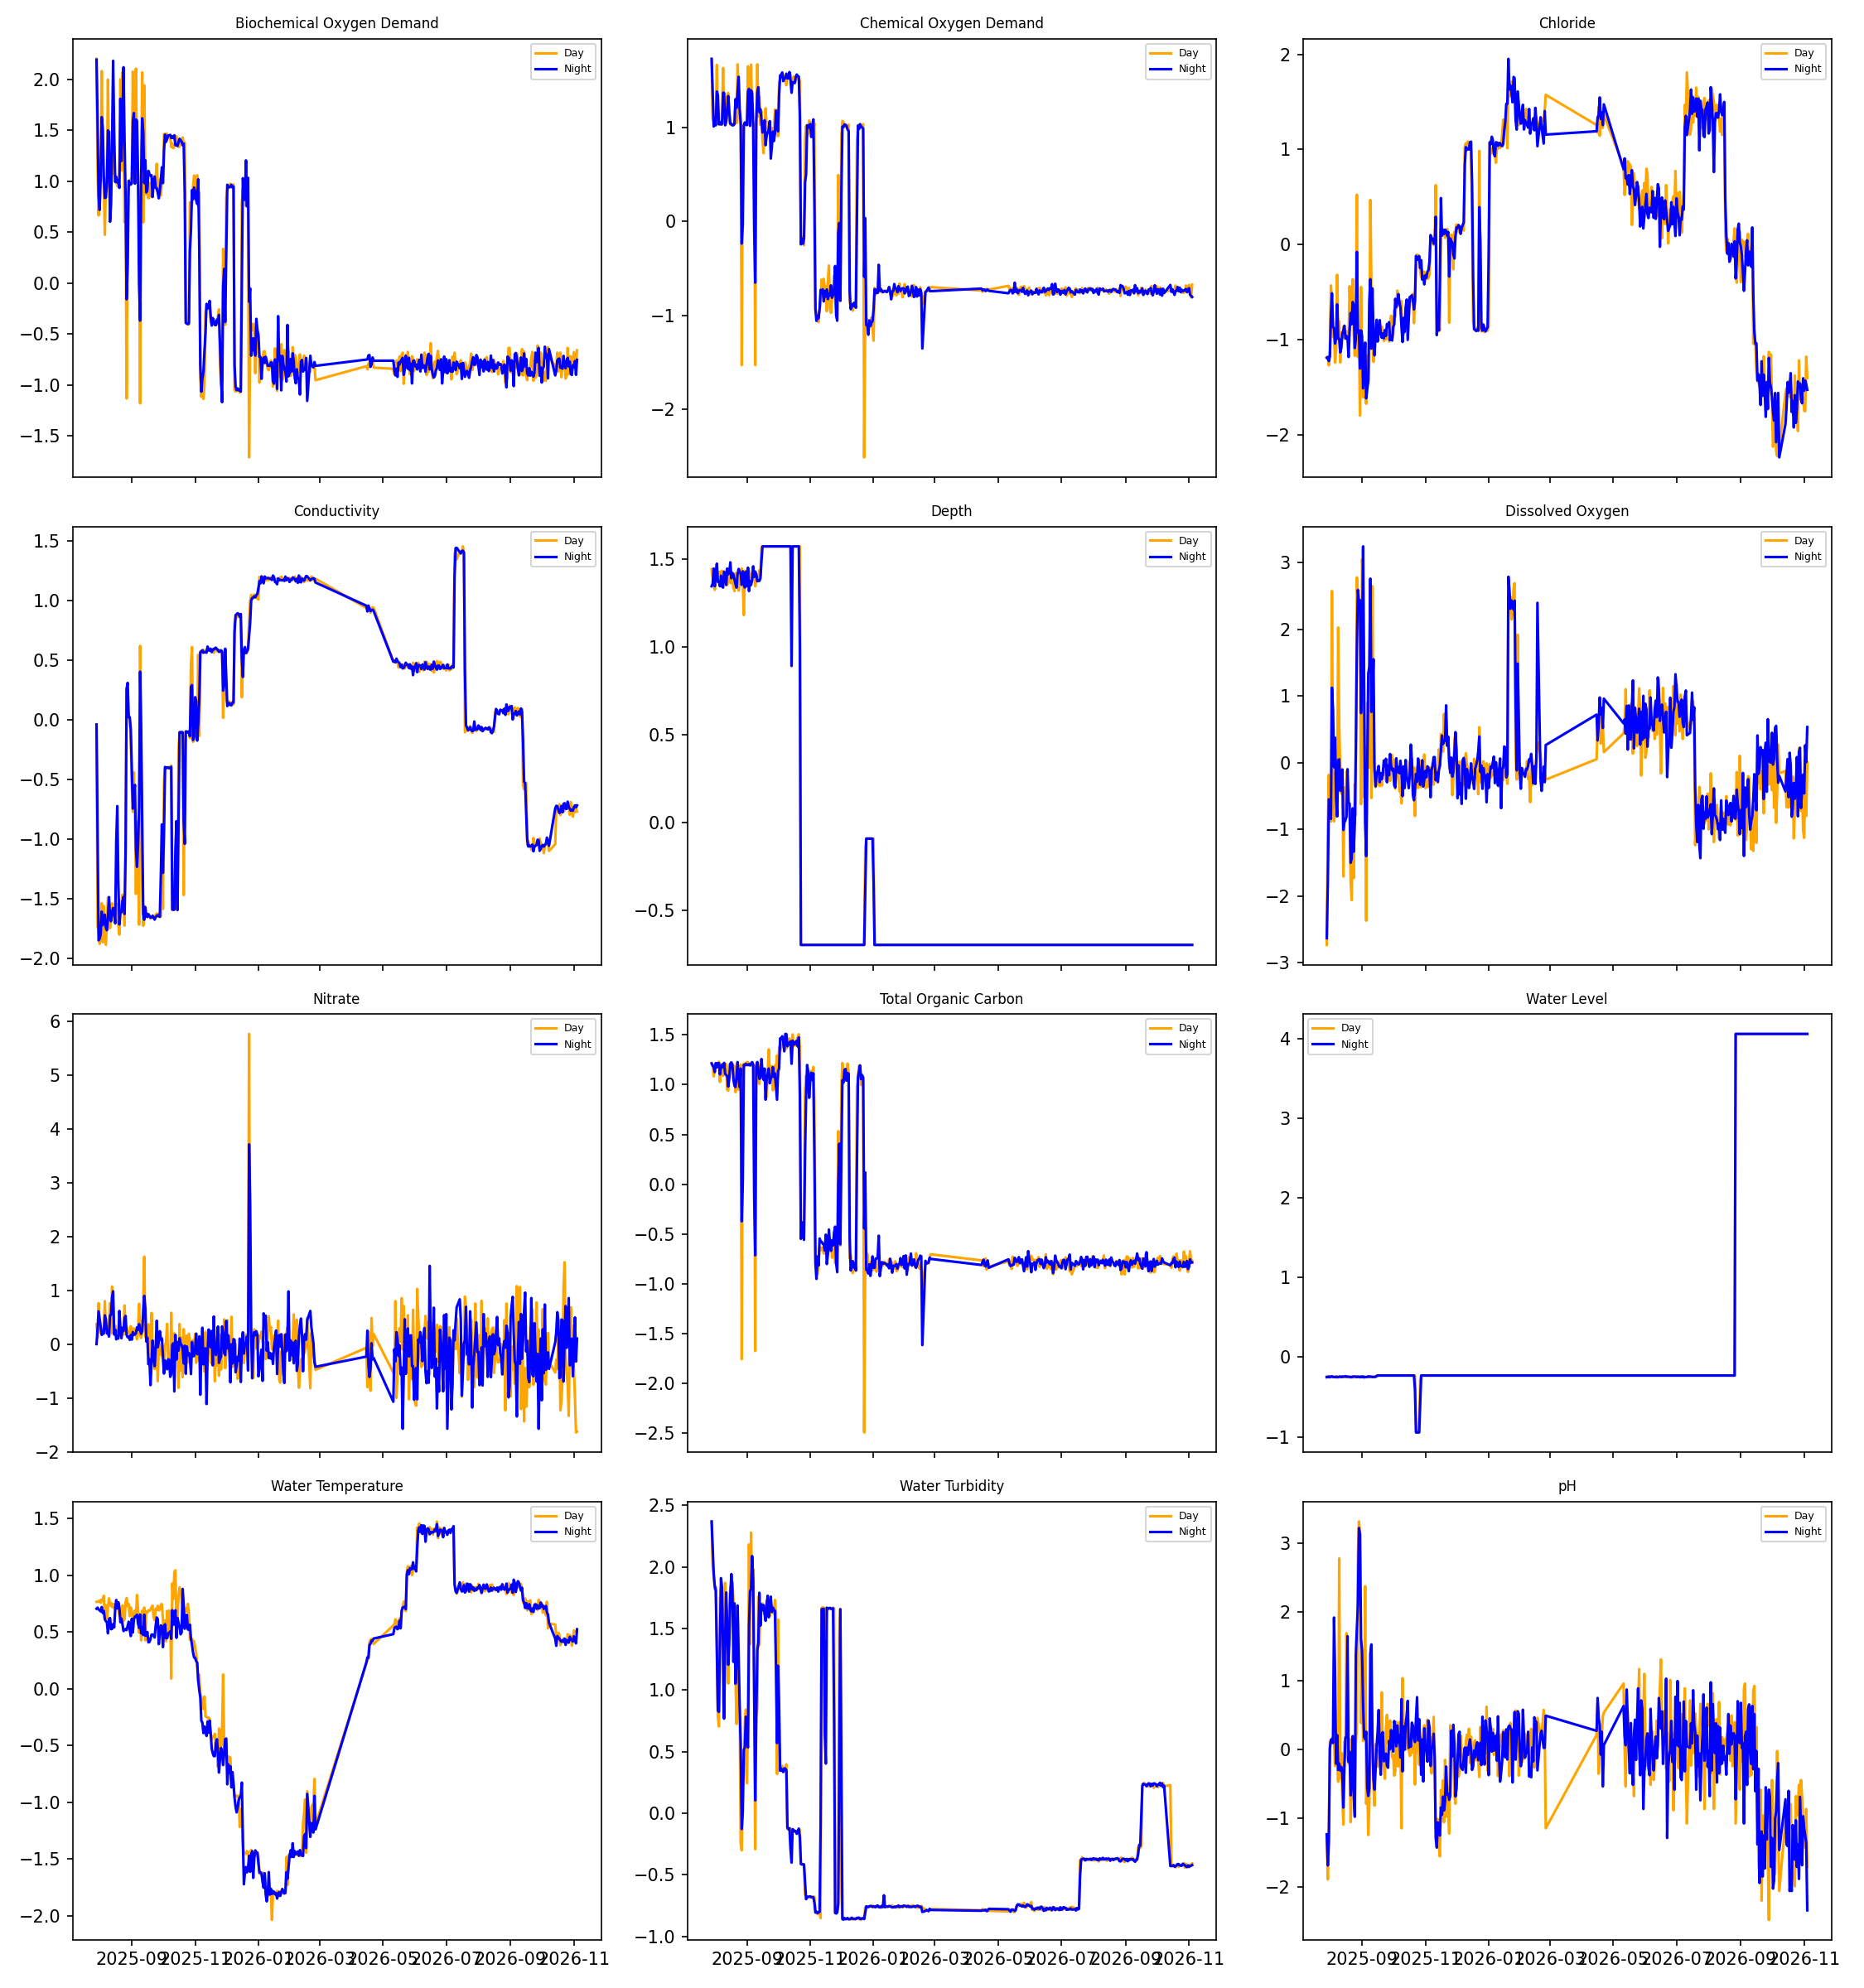 Biochemical Oxygen Demand
Day
Night
2.0
1.5
1.0
0.5
0.0
−0.5
−1.0
−1.5
Chemical Oxygen Demand
Day
Night
1
0
−1
−2
Chloride
Day
Night
2
1
0
−1
−2
Conductivity
Day
Night
1.5
1.0
0.5
0.0
−0.5
−1.0
−1.5
−2.0
Depth
Day
Night
1.5
1.0
0.5
0.0
−0.5
Dissolved Oxygen
Day
Night
3
2
1
0
−1
−2
−3
Nitrate
Day
Night
6
5
4
3
2
1
0
−1
−2
Total Organic Carbon
Day
Night
1.5
1.0
0.5
0.0
−0.5
−1.0
−1.5
−2.0
−2.5
Water Level
Day
Night
4
3
2
1
0
−1
Water Temperature
Day
Night
1.5
1.0
0.5
0.0
−0.5
−1.0
−1.5
−2.0
2025-09 2025-11 2026-01 2026-03 2026-05 2026-07 2026-09 2026-11
Water Turbidity
Day
Night
2.5
2.0
1.5
1.0
0.5
0.0
−0.5
−1.0
2025-09 2025-11 2026-01 2026-03 2026-05 2026-07 2026-09 2026-11
pH
Day
Night
3
2
1
0
−1
−2
2025-09 2025-11 2026-01 2026-03 2026-05 2026-07 2026-09 2026-11